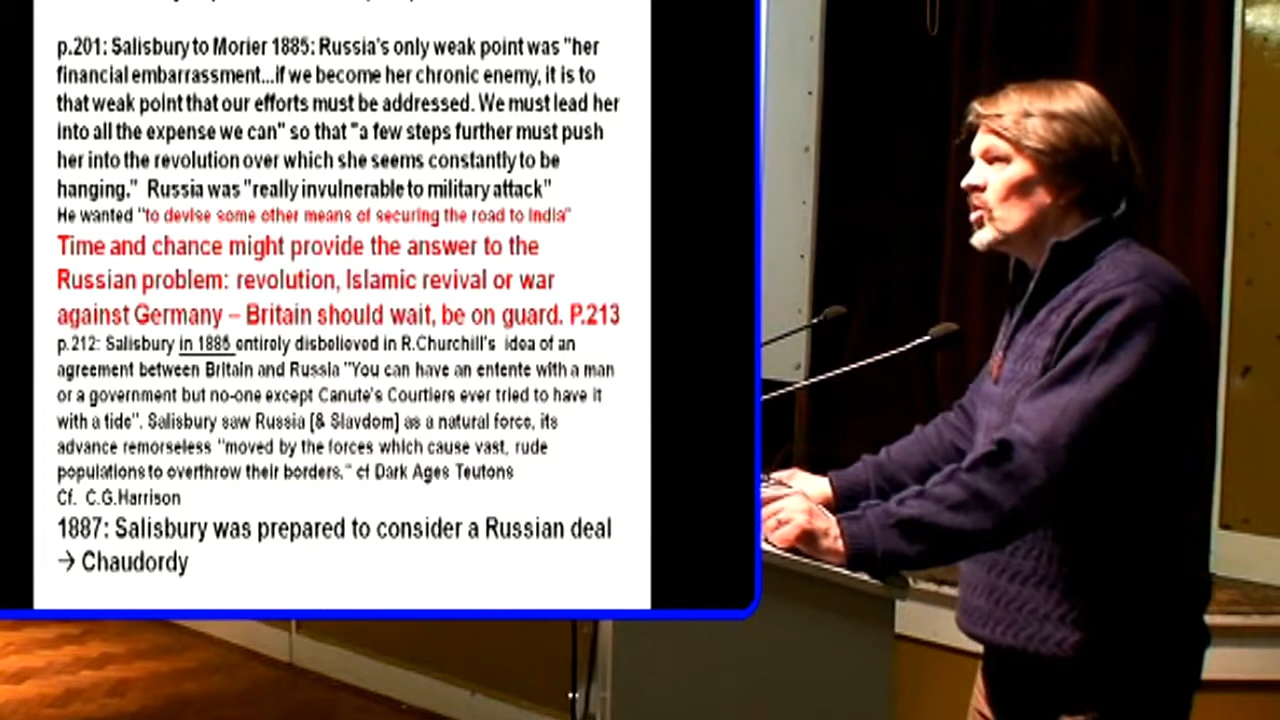 p.201: Salisbury to Morier 1885: Russia's only weak point was "her
financial embarrassment...if we become her chronic enemy, it is to
that weak point that our efforts must be addressed. We must lead her
into all the expense we can" so that "a few steps further must push
her into the revolution over which she seems constantly to be
hanging." Russia was "really invulnerable to military attack"
He wanted "to devise some other means of securing the road to India"
Time and chance might provide the answer to the
Russian problem: revolution, Islamic revival or war
against Germany – Britain should wait, be on guard. P.213
p.212: Salisbury in 1885 entirely disbelieved in R.Churchill's idea of an
agreement between Britain and Russia "You can have an entente with a man
or a government but no-one except Canute's Courtiers ever tried to have it
with a tide". Salisbury saw Russia [& Slavdom] as a natural force, its
advance remorseless "moved by the forces which cause vast, rude
populations to overthrow their borders." cf Dark Ages Teutons
Cf. C.G.Harrison
1887: Salisbury was prepared to consider a Russian deal
→ Chaudordy